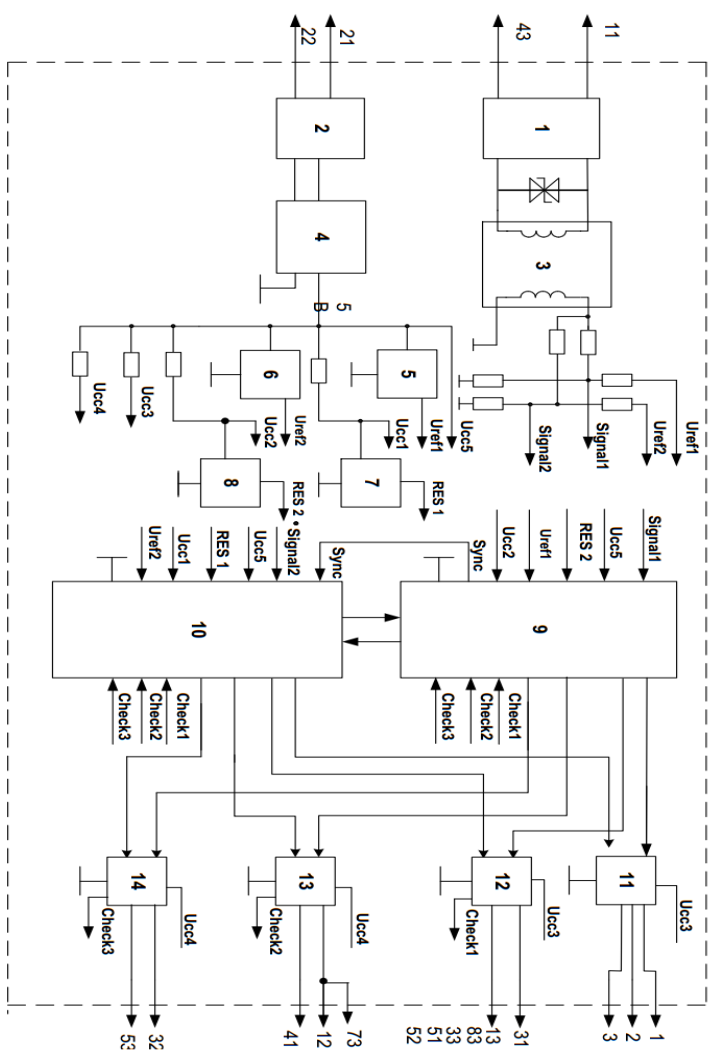 22
21
43
11
2
1
4
3
5
B
Ucc4
Ucc3
6
5
Ucc2
Uref2
Ucc1
Uref1
Ucc5
Signal2
Signal1
Uref2
Uref1
8
7
RES 2
RES 1
Uref2
Ucc1
RES 1
Ucc5
Signal2
Sync
Sync
Ucc2
Uref1
RES 2
Ucc5
Signal1
10
9
Check3
Check2
Check1
Check3
Check2
Check1
14
13
12
11
Check3
Ucc4
Check2
Ucc4
Check1
Ucc3
Ucc3
53
32
41
12
73
52
51
33
83
13
31
3
2
1